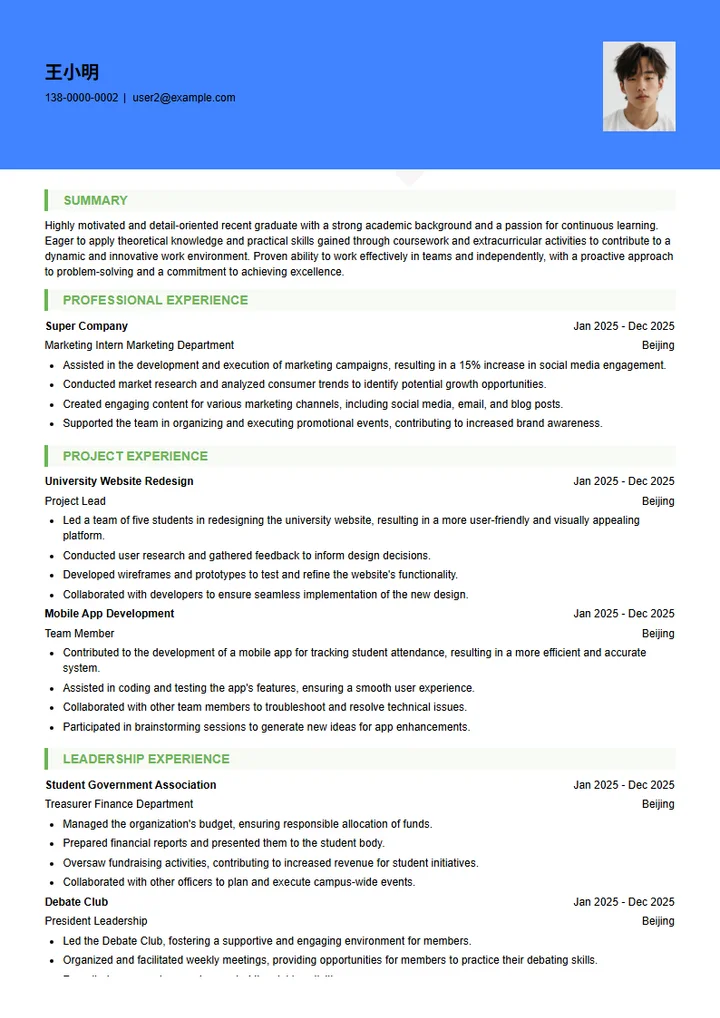 王小明
138-0000-0002 | user2@example.com
SUMMARY
Highly motivated and detail-oriented recent graduate with a strong academic background and a passion for continuous learning.
Eager to apply theoretical knowledge and practical skills gained through coursework and extracurricular activities to contribute to a
dynamic and innovative work environment. Proven ability to work effectively in teams and independently, with a proactive approach
to problem-solving and a commitment to achieving excellence.
PROFESSIONAL EXPERIENCE
Super Company Jan 2025 - Dec 2025
Marketing Intern Marketing Department Beijing
• Assisted in the development and execution of marketing campaigns, resulting in a 15% increase in social media engagement.
• Conducted market research and analyzed consumer trends to identify potential growth opportunities.
• Created engaging content for various marketing channels, including social media, email, and blog posts.
• Supported the team in organizing and executing promotional events, contributing to increased brand awareness.
PROJECT EXPERIENCE
University Website Redesign Jan 2025 - Dec 2025
Project Lead Beijing
• Led a team of five students in redesigning the university website, resulting in a more user-friendly and visually appealing
platform.
• Conducted user research and gathered feedback to inform design decisions.
• Developed wireframes and prototypes to test and refine the website's functionality.
• Collaborated with developers to ensure seamless implementation of the new design.
Mobile App Development Jan 2025 - Dec 2025
Team Member Beijing
• Contributed to the development of a mobile app for tracking student attendance, resulting in a more efficient and accurate
system.
• Assisted in coding and testing the app's features, ensuring a smooth user experience.
• Collaborated with other team members to troubleshoot and resolve technical issues.
• Participated in brainstorming sessions to generate new ideas for app enhancements.
LEADERSHIP EXPERIENCE
Student Government Association Jan 2025 - Dec 2025
Treasurer Finance Department Beijing
• Managed the organization's budget, ensuring responsible allocation of funds.
• Prepared financial reports and presented them to the student body.
• Oversaw fundraising activities, contributing to increased revenue for student initiatives.
• Collaborated with other officers to plan and execute campus-wide events.
Debate Club Jan 2025 - Dec 2025
President Leadership Beijing
• Led the Debate Club, fostering a supportive and engaging environment for members.
• Organized and facilitated weekly meetings, providing opportunities for members to practice their debating skills.